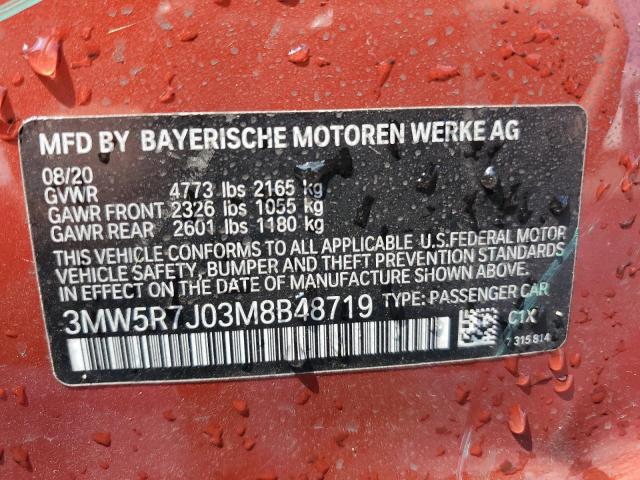 MFD BY BAYERISCHE MOTOREN WERKE AG
08/20
GVWR 4773 lbs 2165 kg
GAWR FRONT 2326 lbs 1055 kg
GAWR REAR 2601 lbs 1180 kg
THIS VEHICLE CONFORMS TO ALL APPLICABLE U.S.FEDERAL MOTOR
VEHICLE SAFETY, BUMPER AND THEFT PREVENTION STANDARDS
IN EFFECT ON THE DATE OF MANUFACTURE SHOWN ABOVE.
3MW5R7J03M8B48719 TYPE: PASSENGER CAR
C1X
7315814